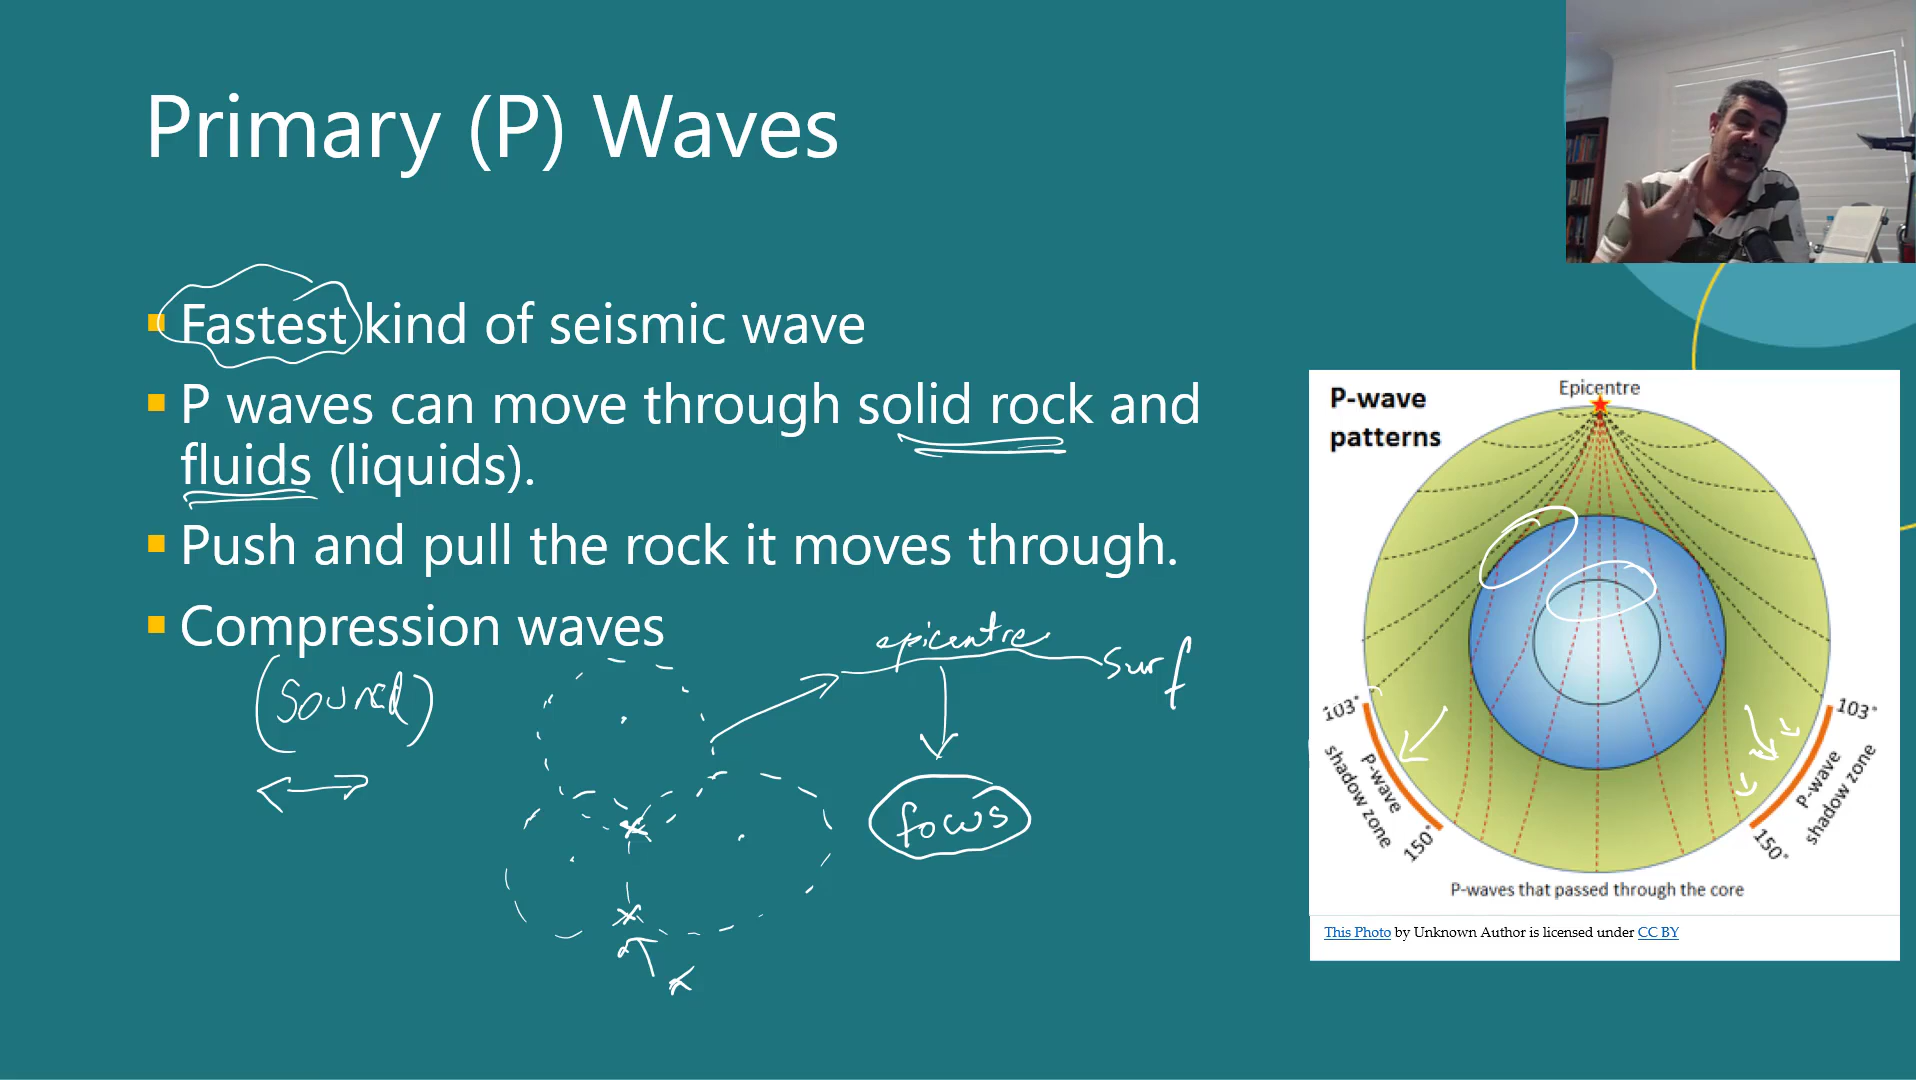 Primary (P) Waves
Fastest kind of seismic wave
P waves can move through solid rock and
fluids (liquids).
Push and pull the rock it moves through.
Compression waves
(sound)
epicentre
surf
focus
P-wave
patterns
Epicentre
103°
P-wave
shadow zone
150°
103°
P-wave
shadow zone
150°
P-waves that passed through the core
This Photo by Unknown Author is licensed under CC BY